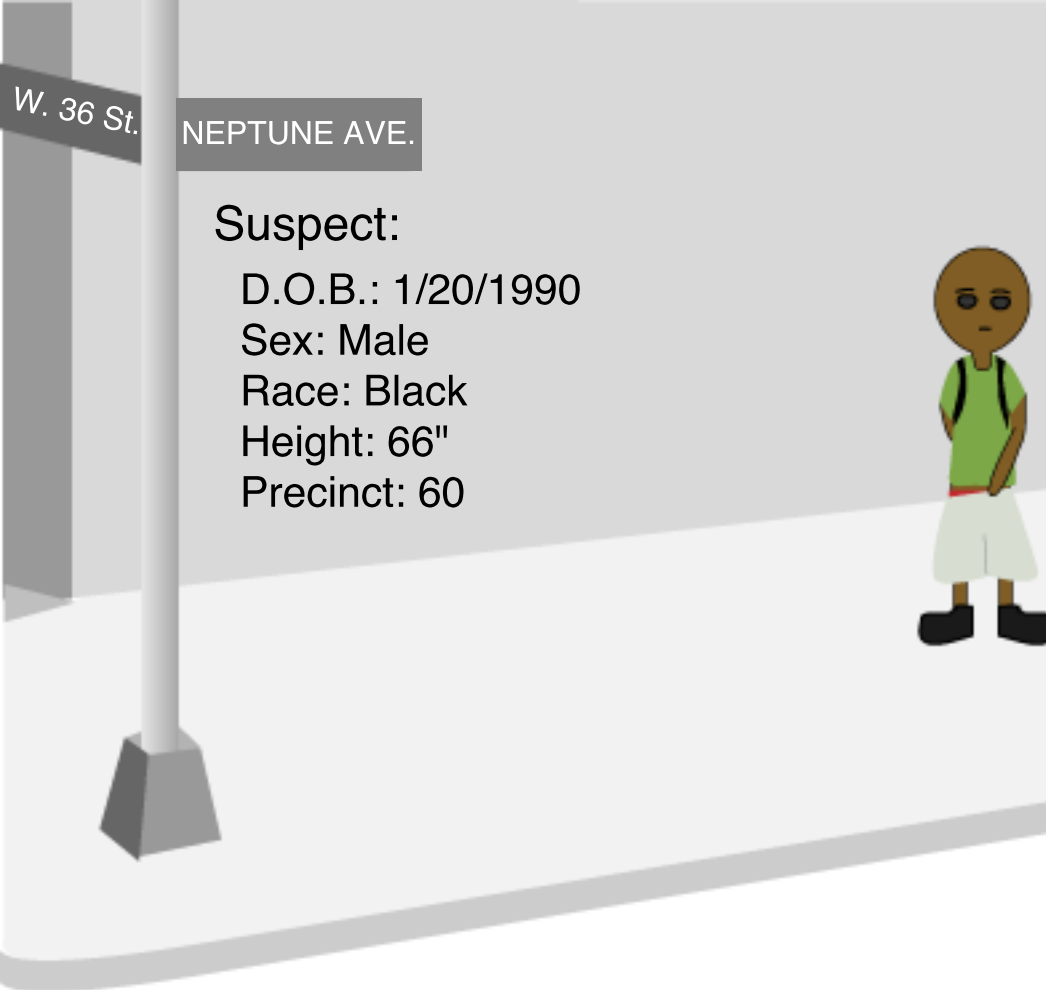 W. 36 St.
NEPTUNE AVE.
Suspect:
D.O.B.: 1/20/1990
Sex: Male
Race: Black
Height: 66"
Precinct: 60